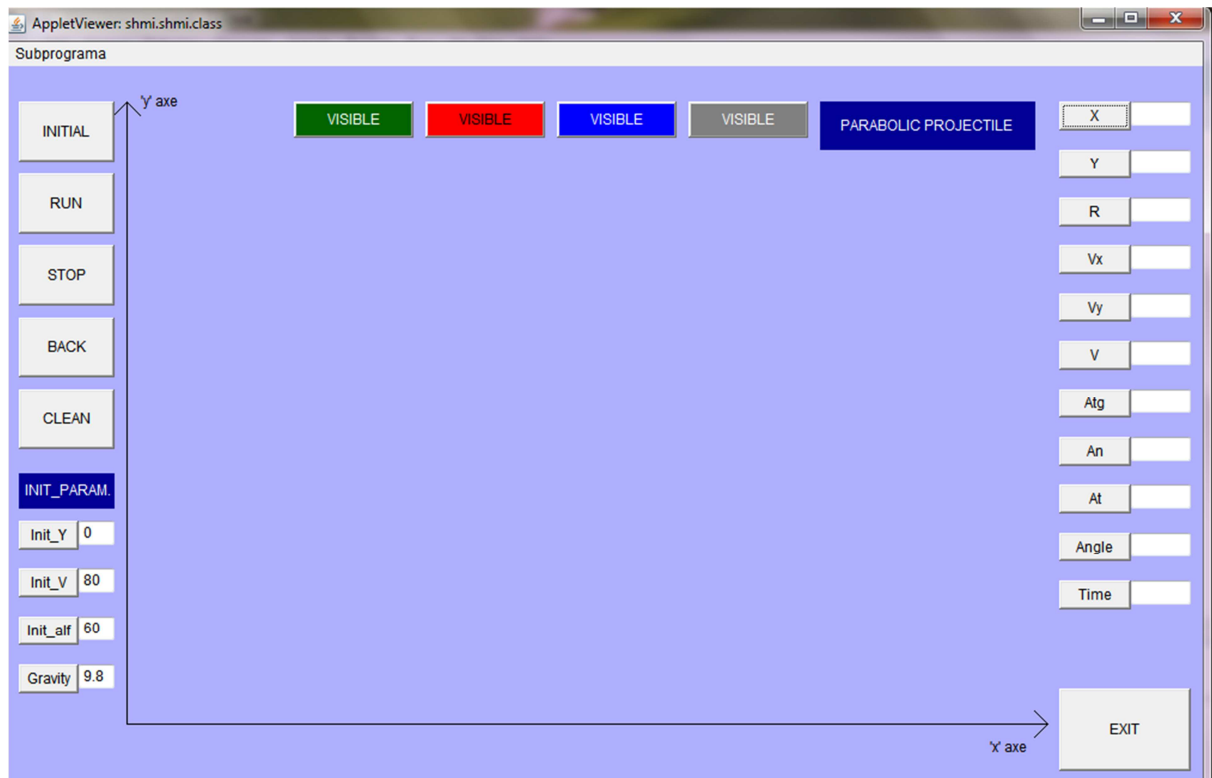 AppletViewer: shmi.shmi.class
Subprograma
'y' axe
VISIBLE
VISIBLE
VISIBLE
VISIBLE
PARABOLIC PROJECTILE
INITIAL
RUN
STOP
BACK
CLEAN
INIT_PARAM.
Init_Y 0
Init_V 80
Init_alf 60
Gravity 9.8
X
Y
R
Vx
Vy
V
Atg
An
At
Angle
Time
EXIT
'x' axe